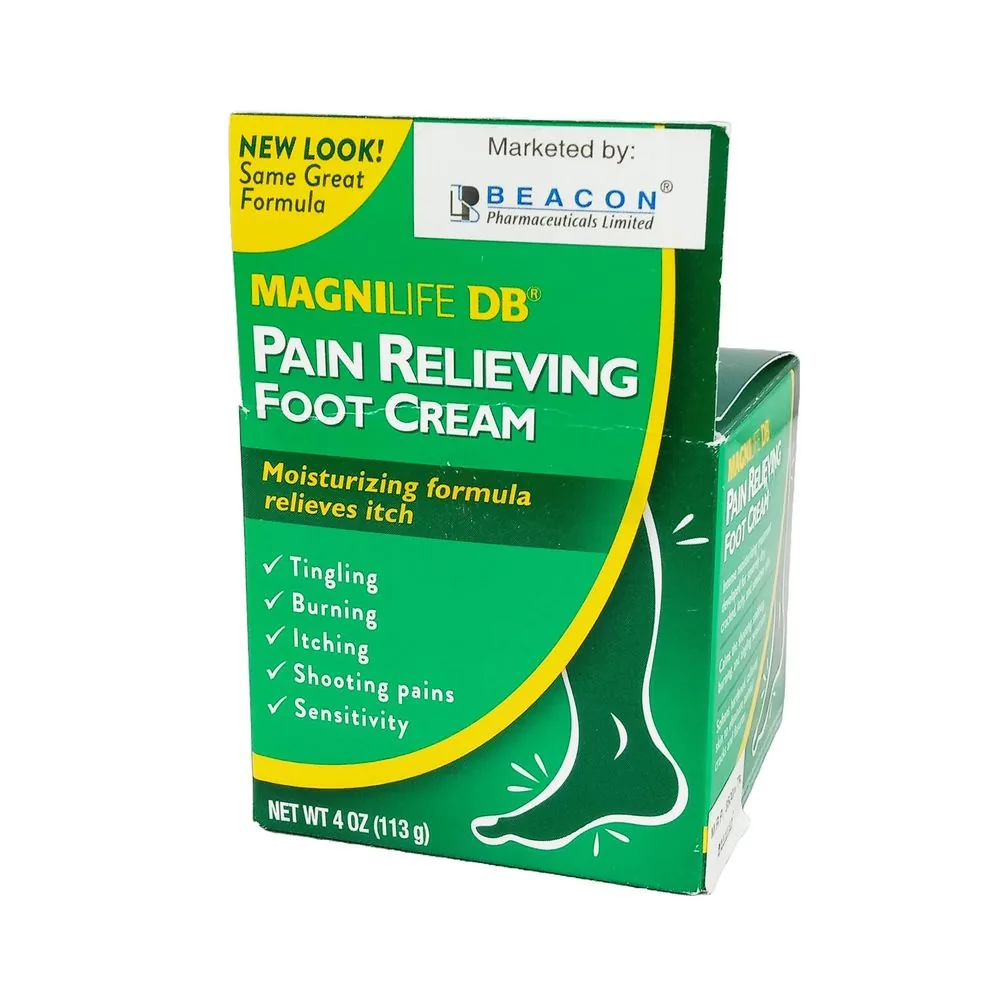 NEW LOOK!
Same Great
Formula
Marketed by:
BEACON®
Pharmaceuticals Limited
MAGNILIFE DB®
PAIN RELIEVING
FOOT CREAM
Moisturizing formula
relieves itch
✓ Tingling
✓ Burning
✓ Itching
✓ Shooting pains
✓ Sensitivity
NET WT 4 OZ (113 g)
MAGNILIFE DB
PAIN RELIEVING
FOOT CREAM